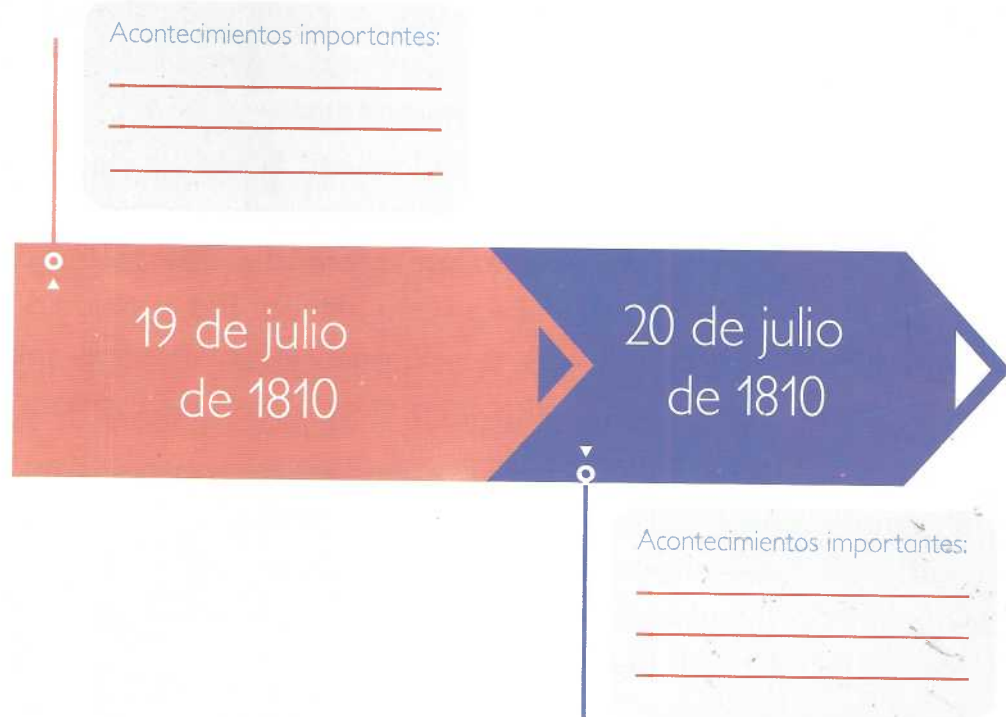 Acontecimientos importantes:
19 de julio
de 1810
20 de julio
de 1810
Acontecimientos importantes: